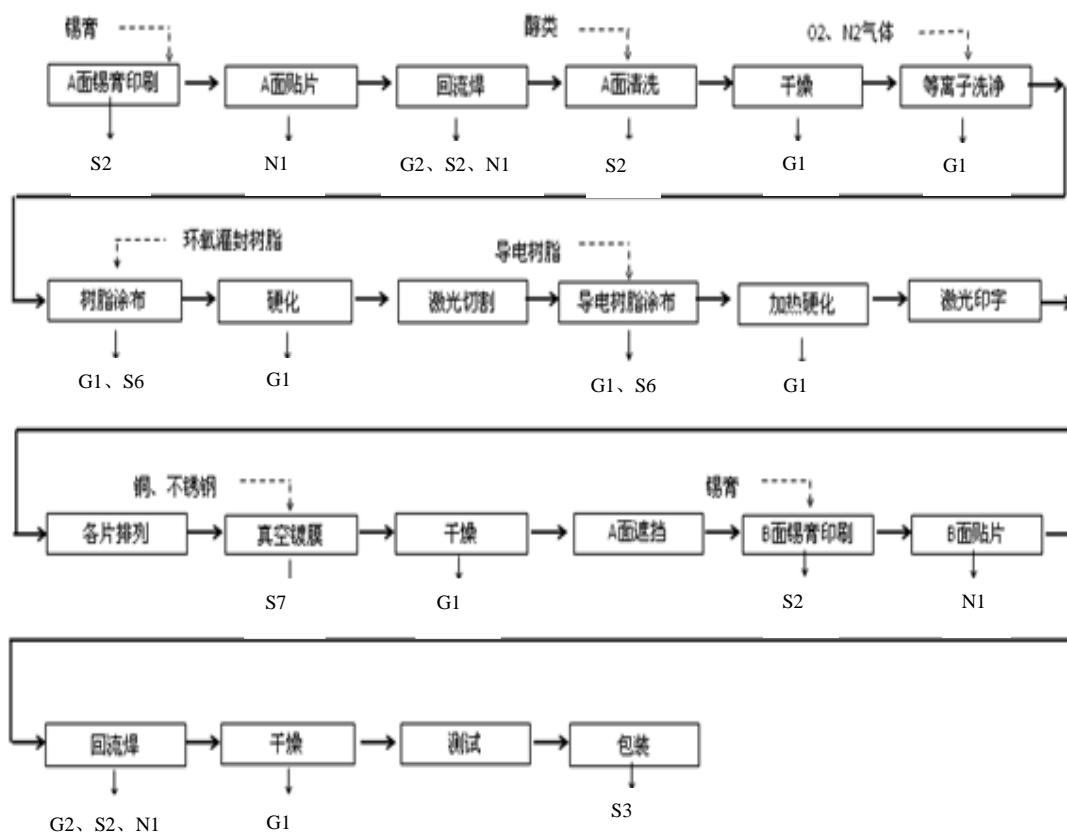 锡膏
醇类
O2、N2气体
A面锡膏印刷
A面贴片
回流焊
A面清洗
干燥
等离子洗净
S2
N1
G2、S2、N1
S2
G1
G1
环氧灌封树脂
导电树脂
树脂涂布
硬化
激光切割
导电树脂涂布
加热硬化
激光印字
G1、S6
G1
G1、S6
G1
铜、不锈钢
锡膏
各片排列
真空镀膜
干燥
A面遮挡
B面锡膏印刷
B面贴片
S7
G1
S2
N1
回流焊
干燥
测试
包装
G2、S2、N1
G1
S3